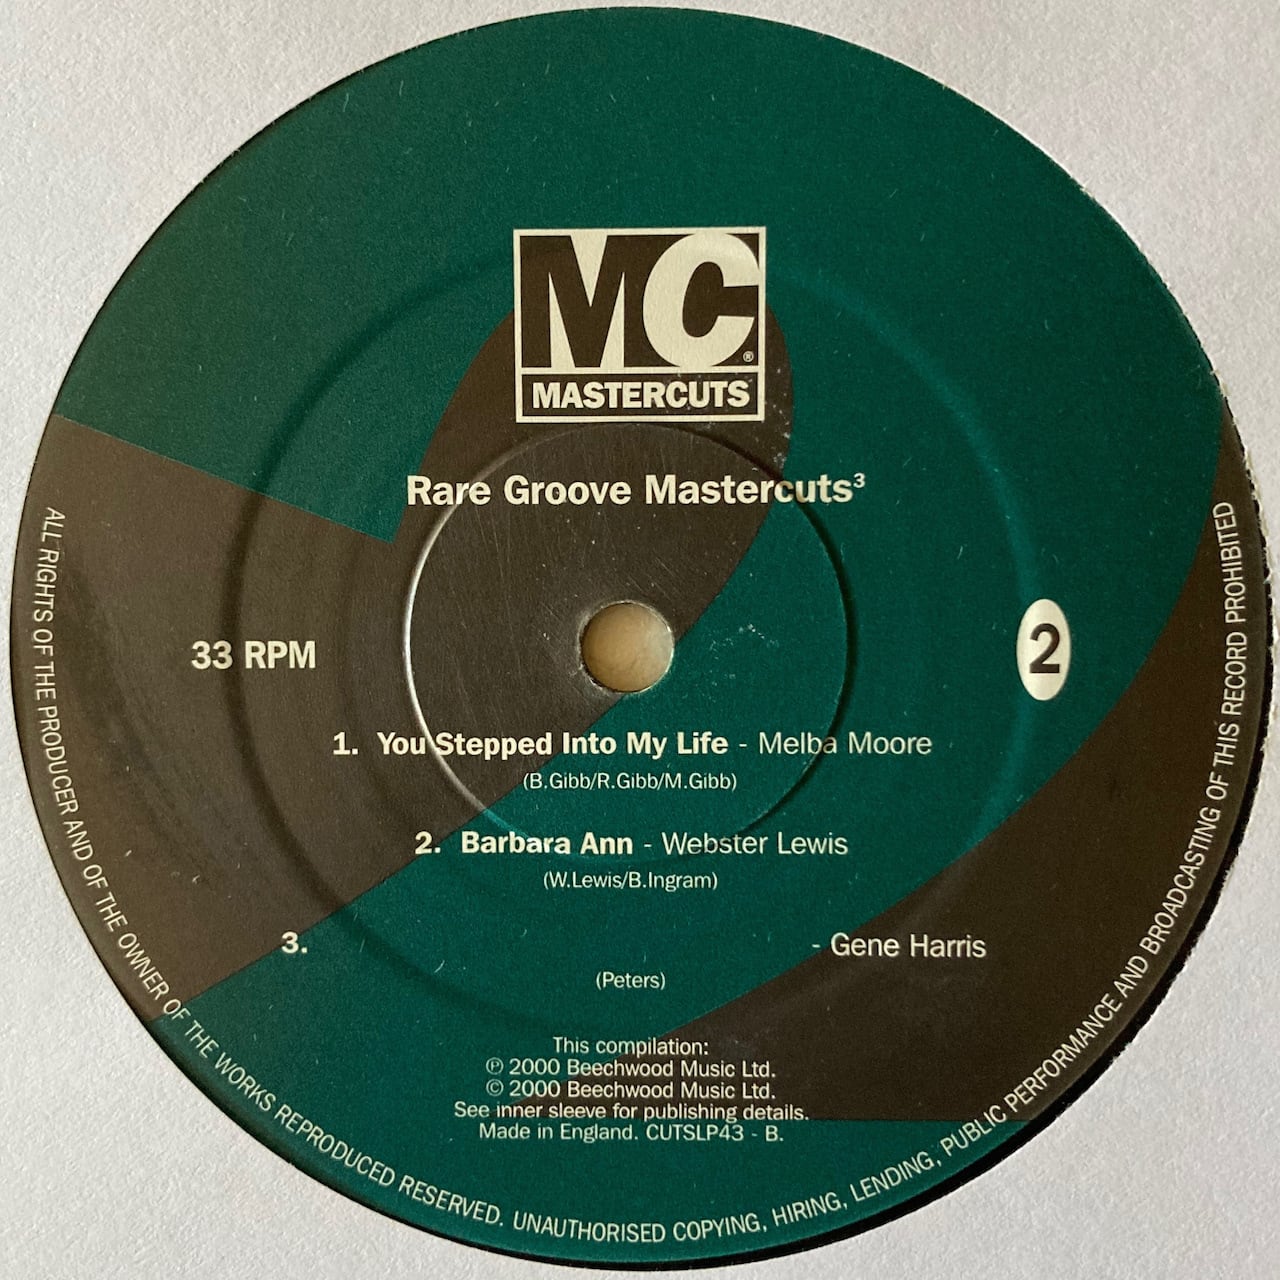 MC®
MASTERCUTS
Rare Groove Mastercuts³
33 RPM
2
1. You Stepped Into My Life - Melba Moore
(B.Gibb/R.Gibb/M.Gibb)
2. Barbara Ann - Webster Lewis
(W.Lewis/B.Ingram)
3. - Gene Harris
(Peters)
This compilation:
℗ 2000 Beechwood Music Ltd.
© 2000 Beechwood Music Ltd.
See inner sleeve for publishing details.
Made in England. CUTSLP43 - B.
ALL RIGHTS OF THE PRODUCER AND OF THE OWNER OF THE WORKS REPRODUCED RESERVED. UNAUTHORISED COPYING, HIRING, LENDING, PUBLIC PERFORMANCE AND BROADCASTING OF THIS RECORD PROHIBITED